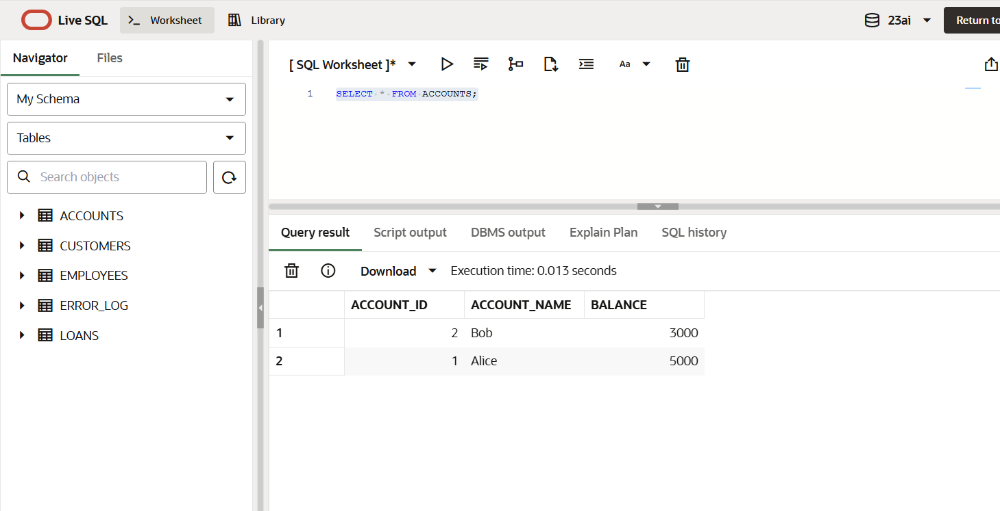 Live SQL Worksheet Library 23ai Return to
Navigator Files
My Schema
Tables
Search objects
ACCOUNTS
CUSTOMERS
EMPLOYEES
ERROR_LOG
LOANS
[ SQL Worksheet ]* Aa
1 SELECT * FROM ACCOUNTS;
Query result Script output DBMS output Explain Plan SQL history
Download Execution time: 0.013 seconds
ACCOUNT_ID ACCOUNT_NAME BALANCE
1 2 Bob 3000
2 1 Alice 5000